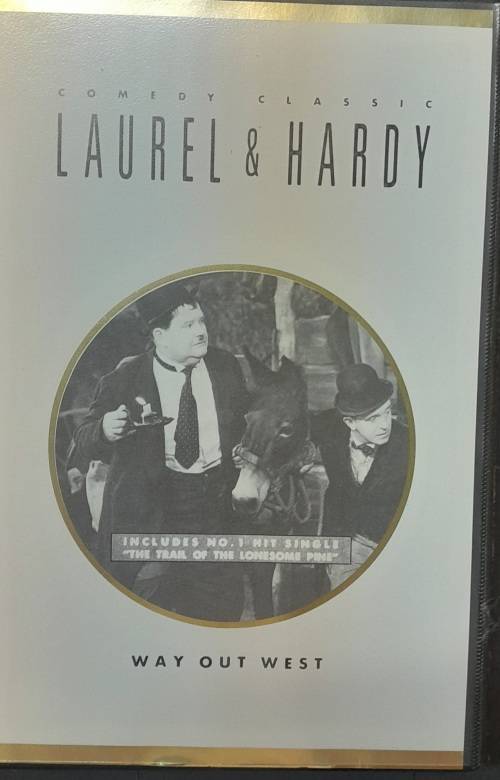 COMEDY CLASSIC
LAUREL & HARDY
INCLUDES NO.1 HIT SINGLE
"THE TRAIL OF THE LONESOME PINE"
WAY OUT WEST